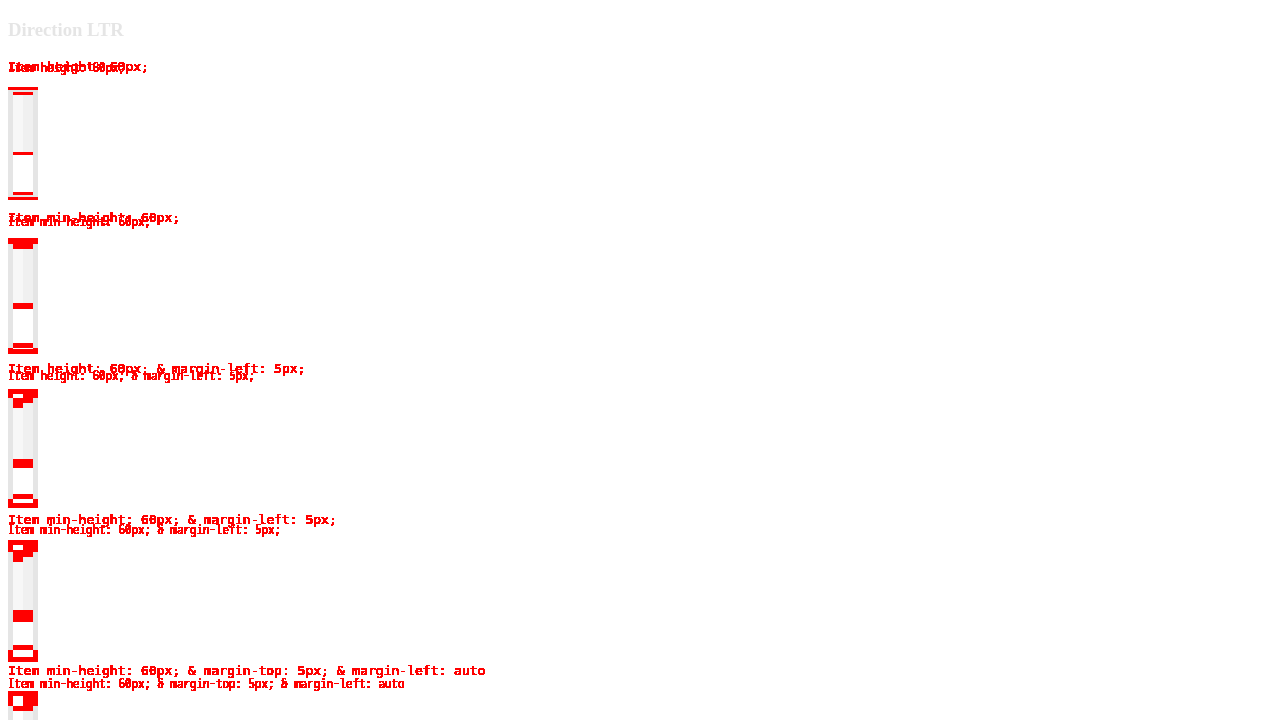 Direction LTR
Item height: 60px;
Item height: 60px;
Item min-height: 60px;
Item min-height: 60px;
Item height: 60px; & margin-left: 5px;
Item height: 60px; & margin-left: 5px;
Item min-height: 60px; & margin-left: 5px;
Item min-height: 60px; & margin-left: 5px;
Item min-height: 60px; & margin-top: 5px; & margin-left: auto
Item min-height: 60px; & margin-top: 5px; & margin-left: auto